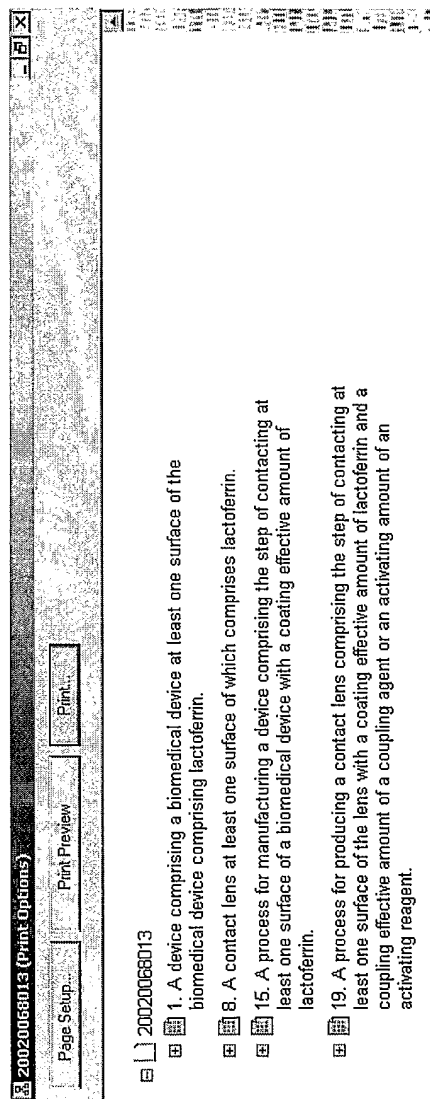 20020068013 (Print Options)
Page Setup... Print Preview Print...
20020068013
1. A device comprising a biomedical device at least one surface of the
biomedical device comprising lactoferrin.
8. A contact lens at least one surface of which comprises lactoferrin.
15. A process for manufacturing a device comprising the step of contacting at
least one surface of a biomedical device with a coating effective amount of
lactoferrin.
19. A process for producing a contact lens comprising the step of contacting at
least one surface of the lens with a coating effective amount of lactoferrin and a
coupling effective amount of a coupling agent or an activating amount of an
activating reagent.